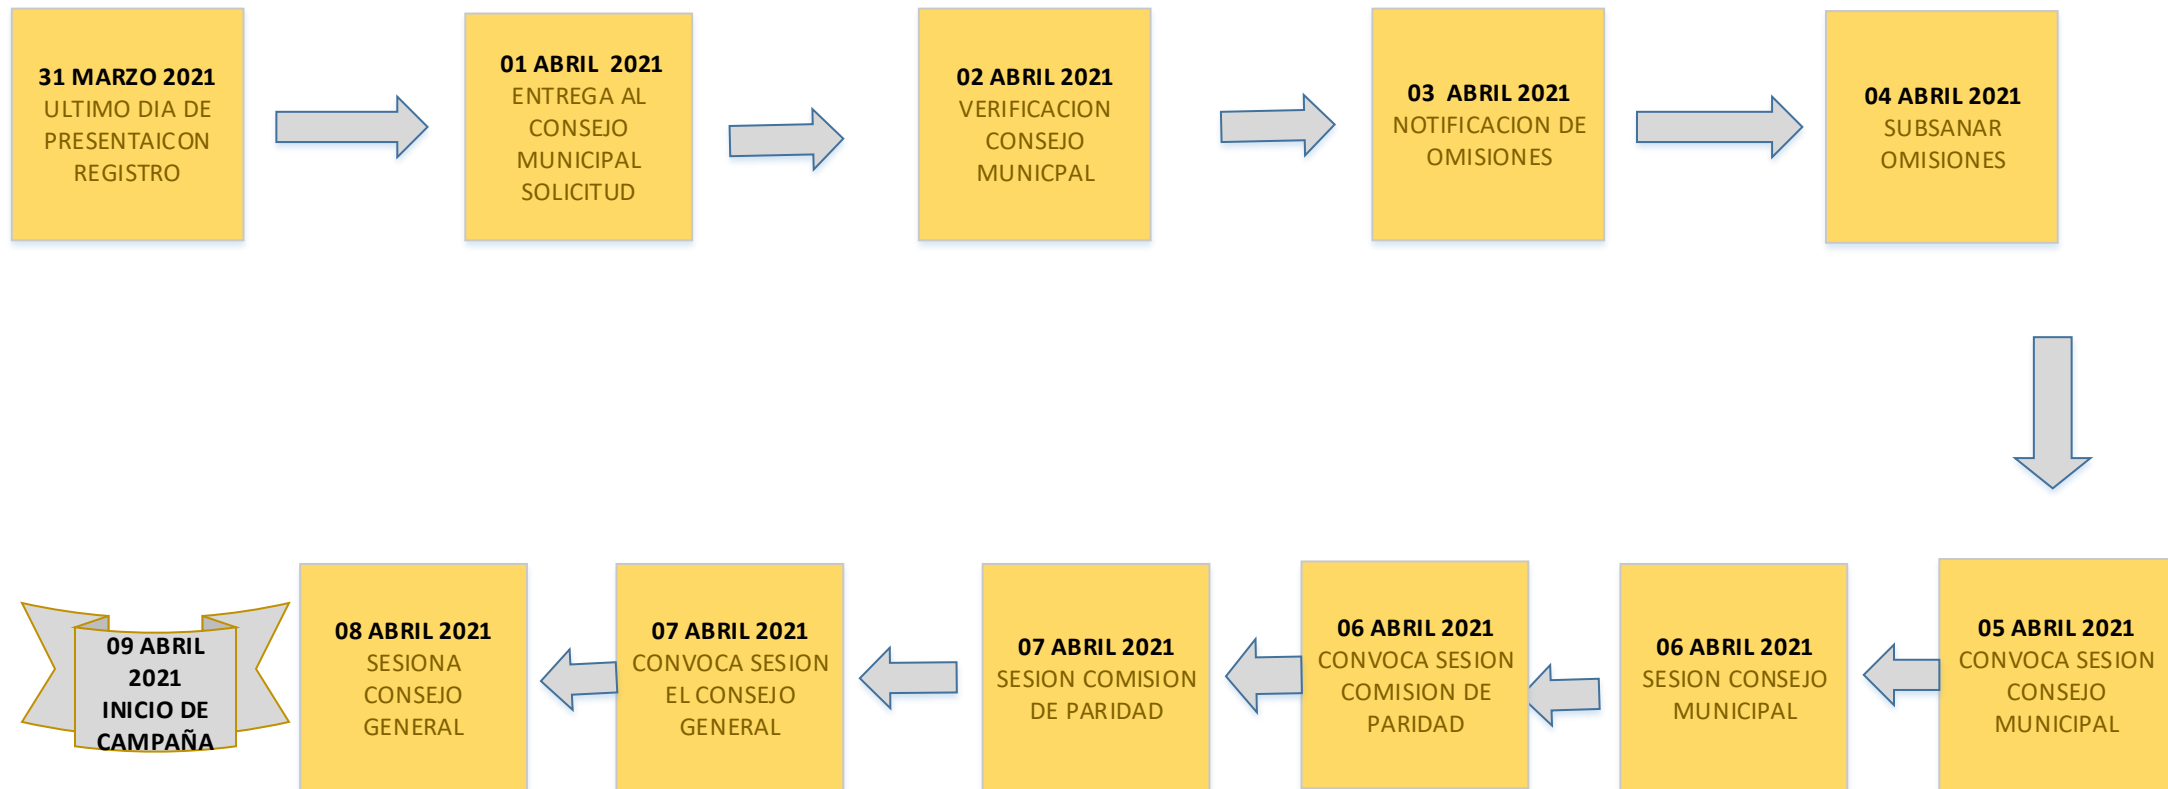 31 MARZO 2021
ULTIMO DIA DE
PRESENTAICON
REGISTRO
01 ABRIL 2021
ENTREGA AL
CONSEJO
MUNICIPAL
SOLICITUD
02 ABRIL 2021
VERIFICACION
CONSEJO
MUNICPAL
03 ABRIL 2021
NOTIFICACION DE
OMISIONES
04 ABRIL 2021
SUBSANAR
OMISIONES
05 ABRIL 2021
CONVOCA SESION
CONSEJO
MUNICIPAL
06 ABRIL 2021
SESION CONSEJO
MUNICIPAL
06 ABRIL 2021
CONVOCA SESION
COMISION DE
PARIDAD
07 ABRIL 2021
SESION COMISION
DE PARIDAD
07 ABRIL 2021
CONVOCA SESION
EL CONSEJO
GENERAL
08 ABRIL 2021
SESIONA
CONSEJO
GENERAL
09 ABRIL
2021
INICIO DE
CAMPAÑA